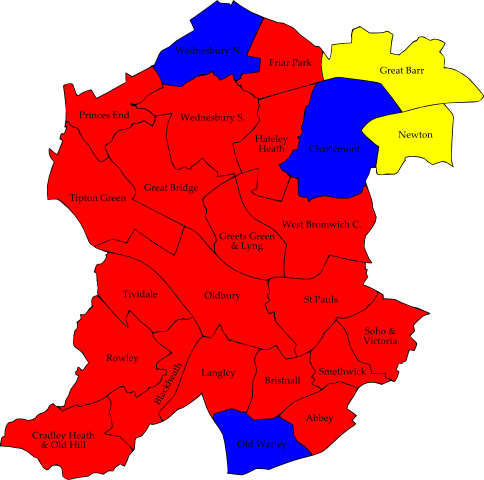 Wednesbury N.
Friar Park
Great Barr
Princes End
Wednesbury S.
Newton
Hateley
Heath
Charlemont
Great Bridge
Tipton Green
West Bromwich C.
Greets Green
& Lyng
Tividale
Oldbury
St Pauls
Soho &
Victoria
Rowley
Langley
Blackheath
Bristnall
Smethwick
Abbey
Cradley Heath
& Old Hill
Old Warley